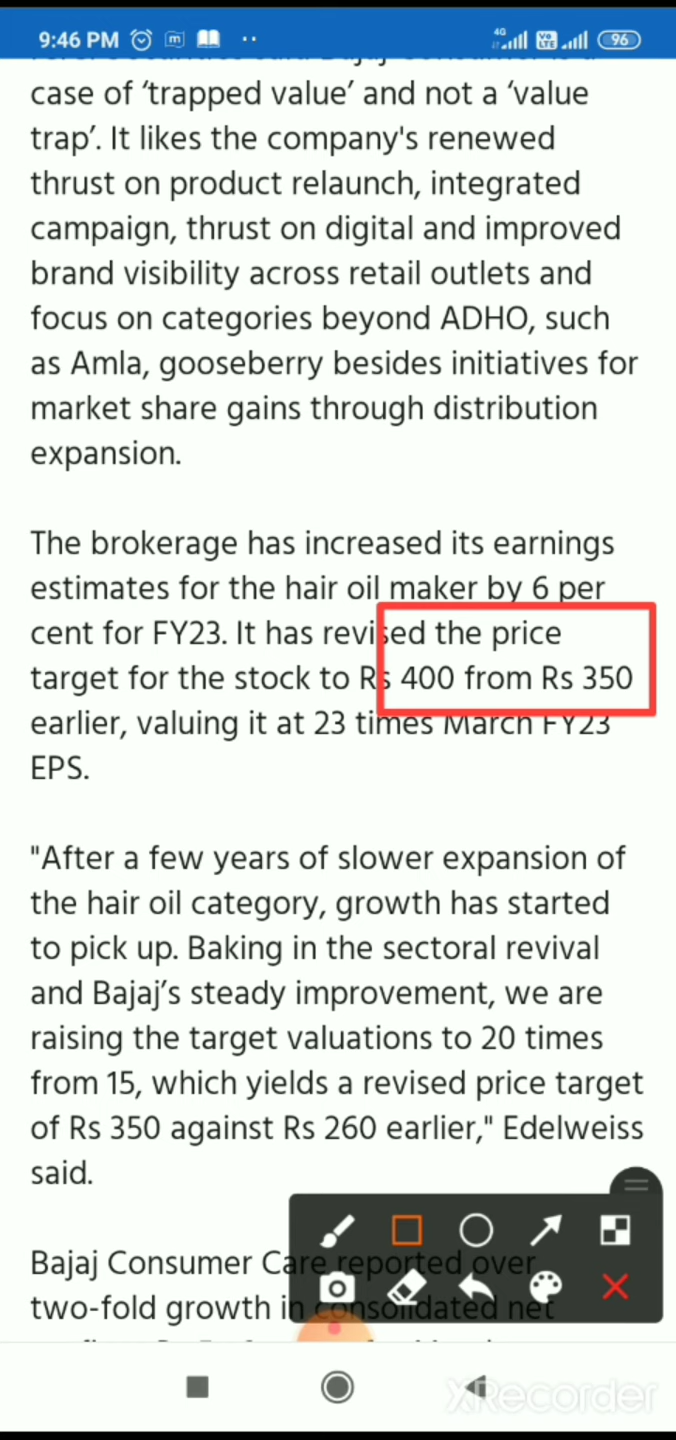 9:46 PM
4G
VO LTE
96
case of ‘trapped value’ and not a ‘value
trap’. It likes the company's renewed
thrust on product relaunch, integrated
campaign, thrust on digital and improved
brand visibility across retail outlets and
focus on categories beyond ADHO, such
as Amla, gooseberry besides initiatives for
market share gains through distribution
expansion.
The brokerage has increased its earnings
estimates for the hair oil maker by 6 per
cent for FY23. It has revised the price
target for the stock to Rs 400 from Rs 350
earlier, valuing it at 23 times March FY23
EPS.
"After a few years of slower expansion of
the hair oil category, growth has started
to pick up. Baking in the sectoral revival
and Bajaj’s steady improvement, we are
raising the target valuations to 20 times
from 15, which yields a revised price target
of Rs 350 against Rs 260 earlier," Edelweiss
said.
Bajaj Consumer Care reported over
two-fold growth in consolidated net
XRecorder